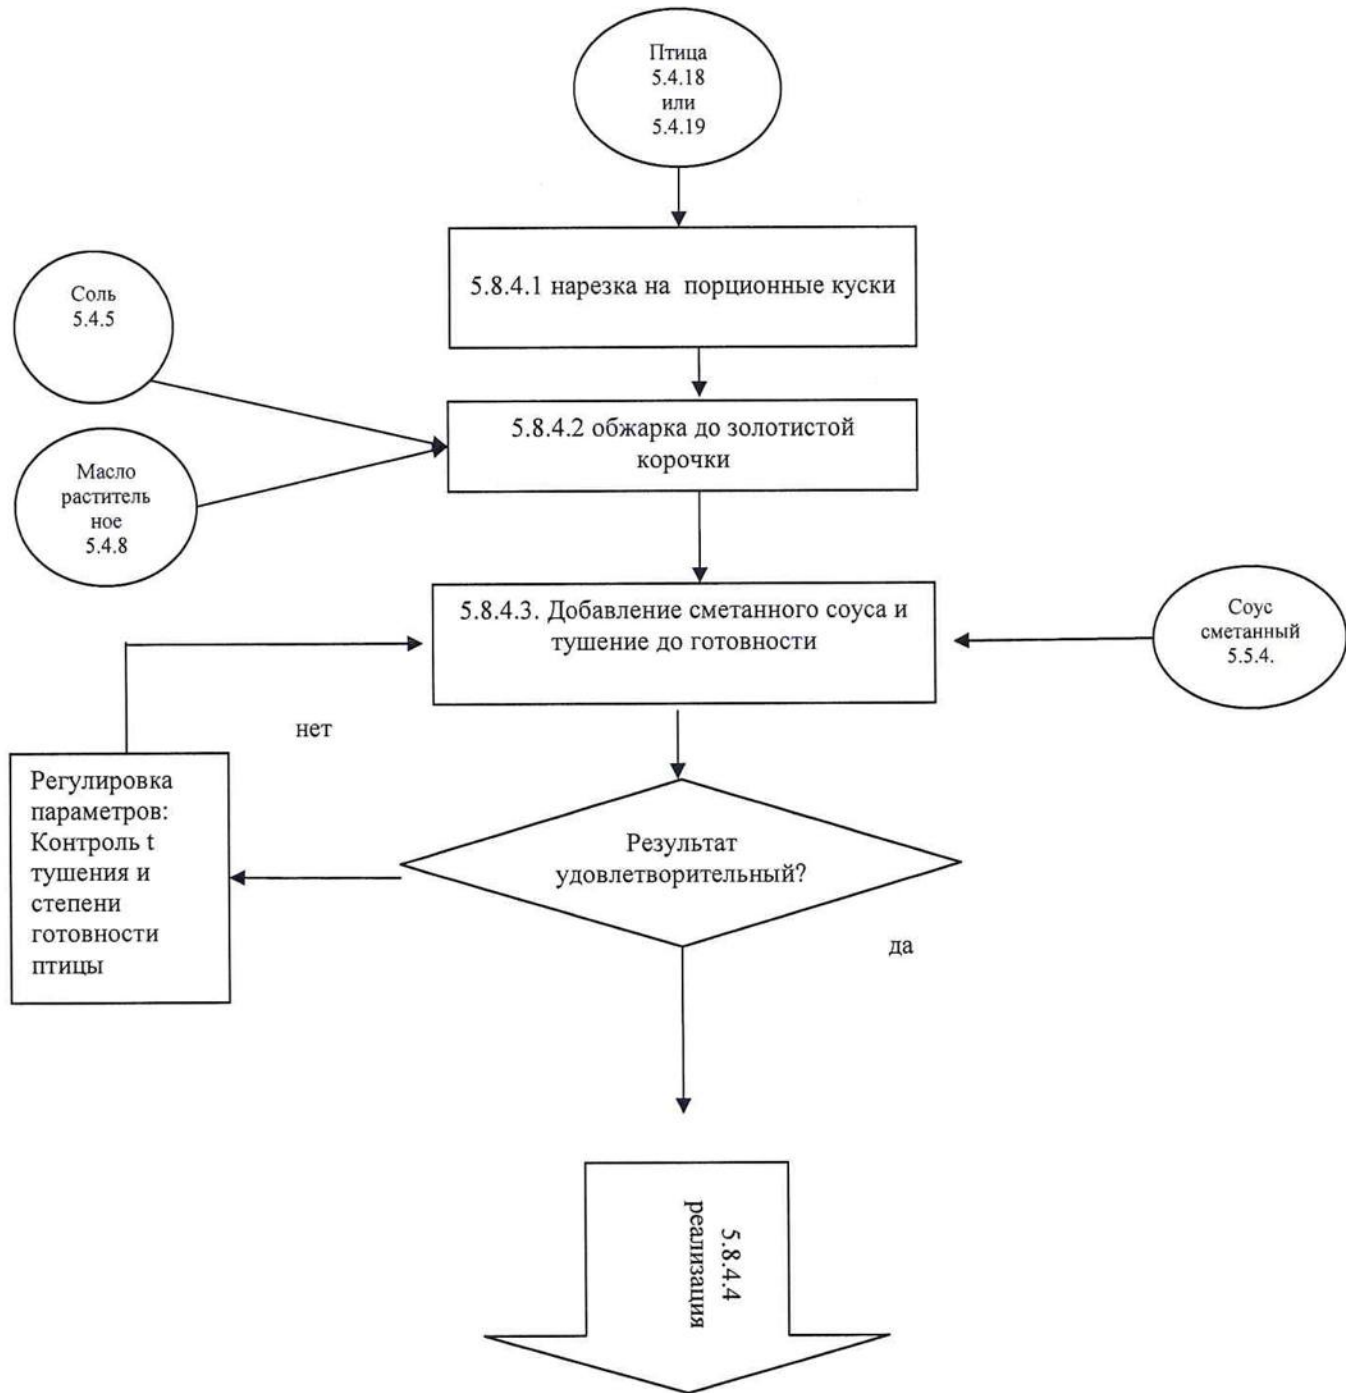 Птица
5.4.18
или
5.4.19
5.8.4.1 нарезка на порционные куски
Соль
5.4.5
5.8.4.2 обжарка до золотистой
корочки
Масло
раститель
ное
5.4.8
5.8.4.3. Добавление сметанного соуса и
тушение до готовности
Соус
сметанный
5.5.4.
нет
Регулировка
параметров:
Контроль t
тушения и
степени
готовности
птицы
Результат
удовлетворительный?
да
5.8.4.4
реализация